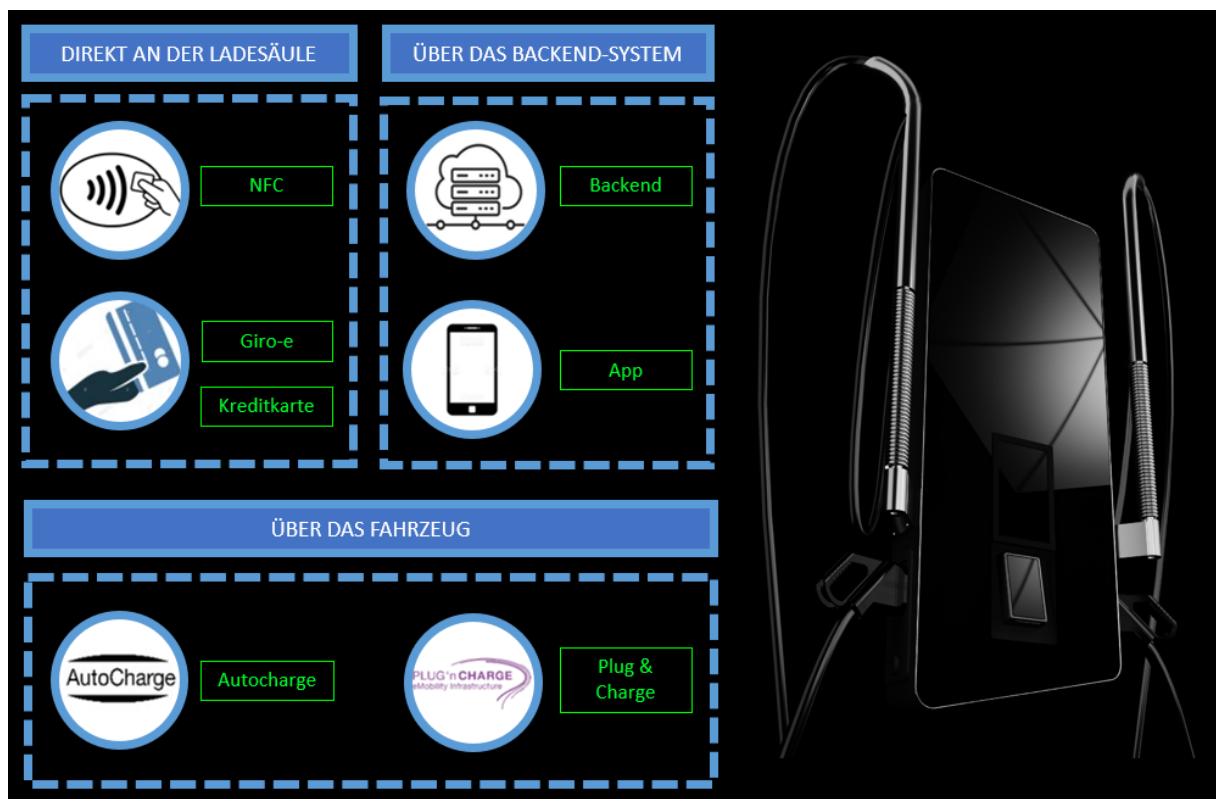 DIREKT AN DER LADESÄULE
NFC
Giro-e
Kreditkarte
ÜBER DAS BACKEND-SYSTEM
Backend
App
ÜBER DAS FAHRZEUG
AutoCharge
Autocharge
PLUG'n CHARGE
eMobility Infrastructure
Plug &
Charge